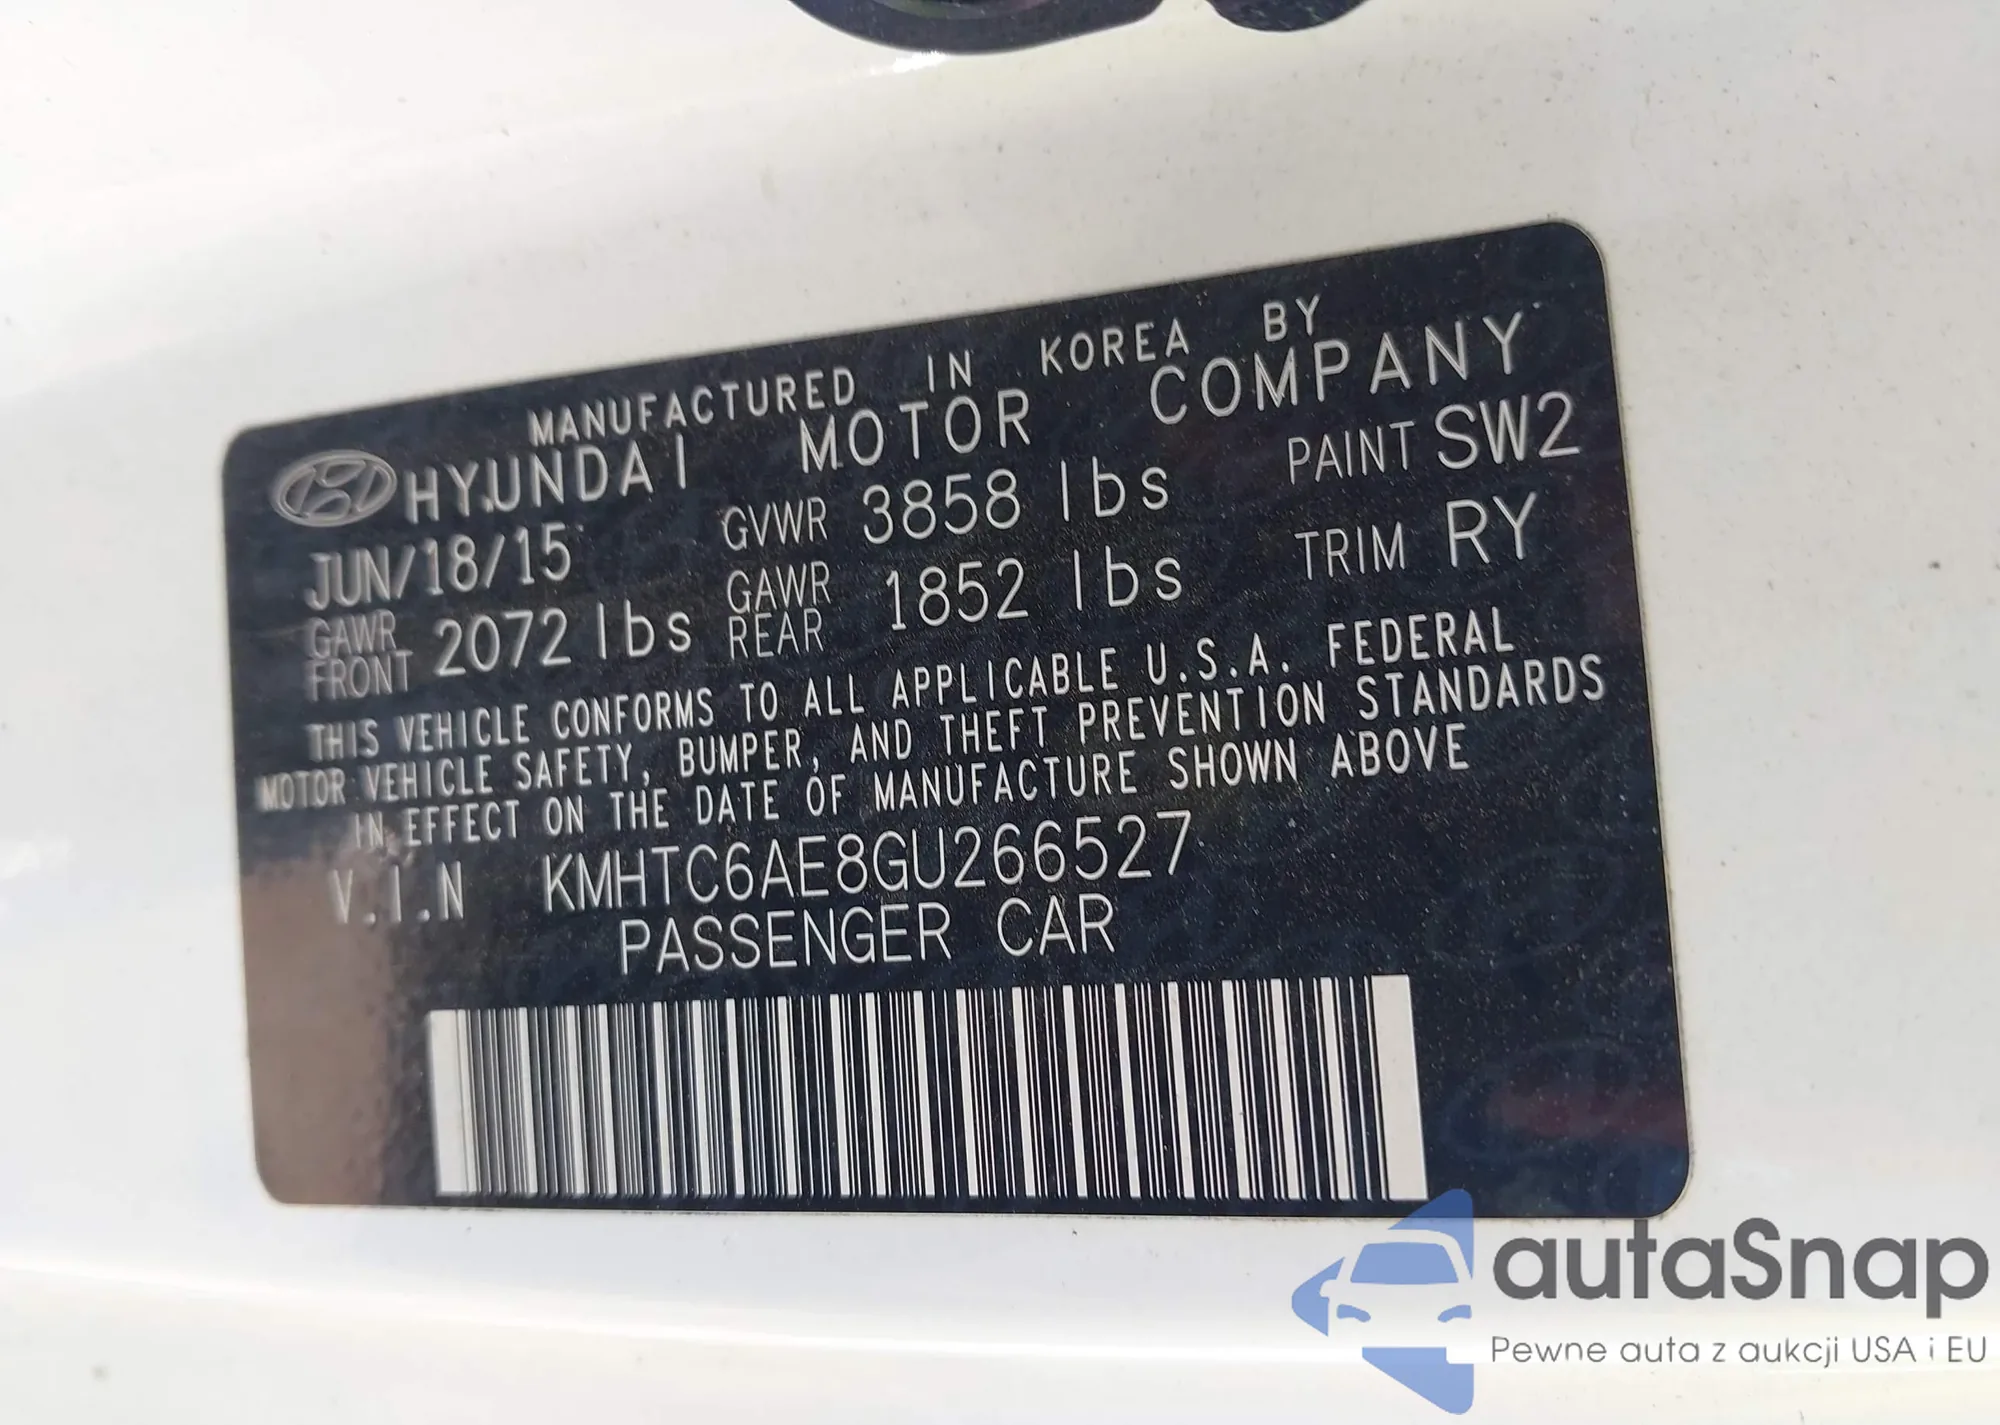 MANUFACTURED IN KOREA BY
HYUNDAI MOTOR COMPANY
JUN/18/15 GVWR 3858 lbs PAINT SW2
GAWR FRONT 2072 lbs GAWR REAR 1852 lbs TRIM RY
THIS VEHICLE CONFORMS TO ALL APPLICABLE U.S.A. FEDERAL
MOTOR VEHICLE SAFETY, BUMPER, AND THEFT PREVENTION STANDARDS
IN EFFECT ON THE DATE OF MANUFACTURE SHOWN ABOVE
V.I.N KMHTC6AE8GU266527
PASSENGER CAR
autaSnap
Pewne auta z aukcji USA i EU